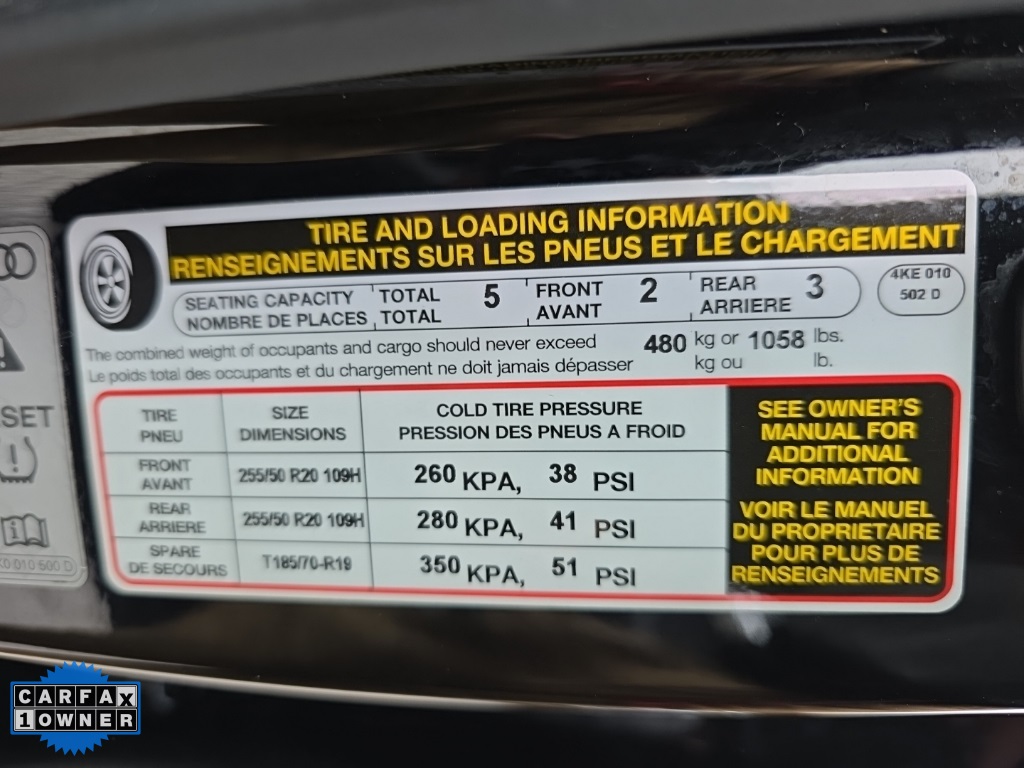 TIRE AND LOADING INFORMATION
RENSEIGNEMENTS SUR LES PNEUS ET LE CHARGEMENT
SEATING CAPACITY TOTAL 5 FRONT 2 REAR 3
NOMBRE DE PLACES TOTAL AVANT ARRIERE
4KE 010
502 D
The combined weight of occupants and cargo should never exceed 480 kg or 1058 lbs.
Le poids total des occupants et du chargement ne doit jamais dépasser kg ou lb.
TIRE SIZE COLD TIRE PRESSURE
PNEU DIMENSIONS PRESSION DES PNEUS A FROID
FRONT
AVANT 255/50 R20 109H 260 KPA, 38 PSI
REAR
ARRIERE 255/50 R20 109H 280 KPA, 41 PSI
SPARE
DE SECOURS T185/70-R19 350 KPA, 51 PSI
SEE OWNER'S
MANUAL FOR
ADDITIONAL
INFORMATION
VOIR LE MANUEL
DU PROPRIETAIRE
POUR PLUS DE
RENSEIGNEMENTS
SET
010 500 D
CARFAX
1 OWNER